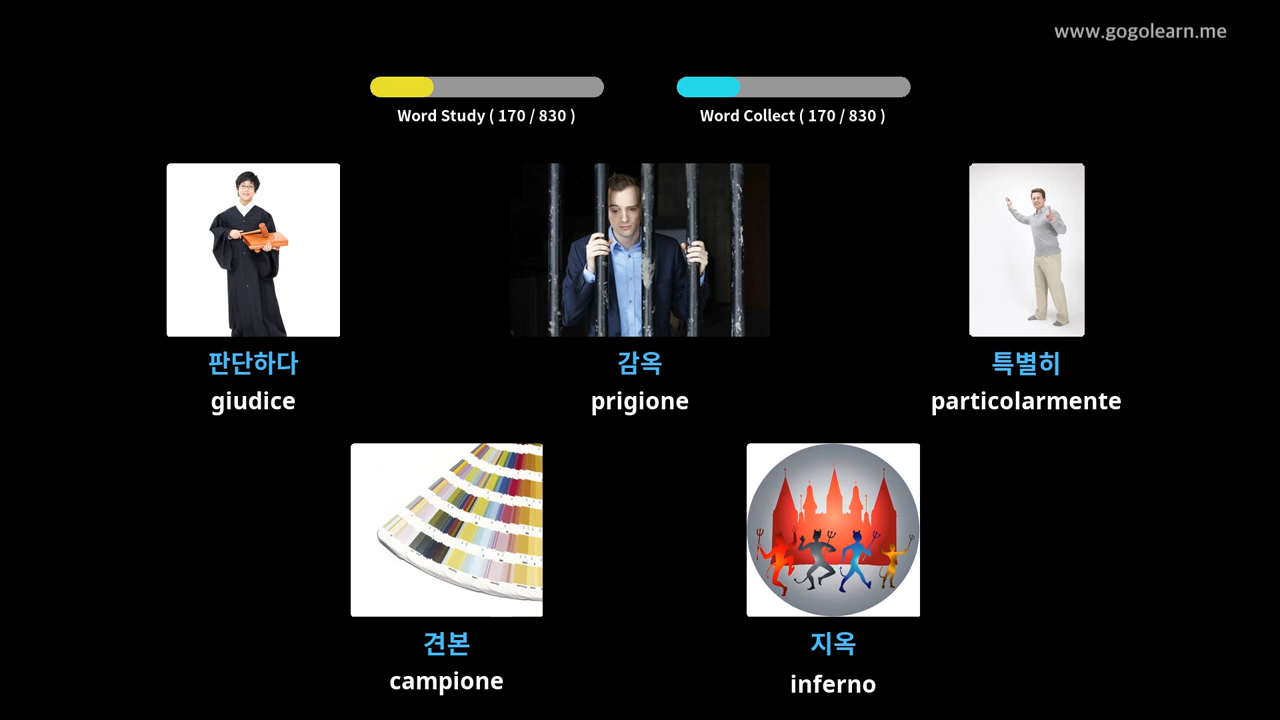 www.gogolearn.me
Word Study ( 170 / 830 )
Word Collect ( 170 / 830 )
판단하다
giudice
감옥
prigione
특별히
particolarmente
견본
campione
지옥
inferno